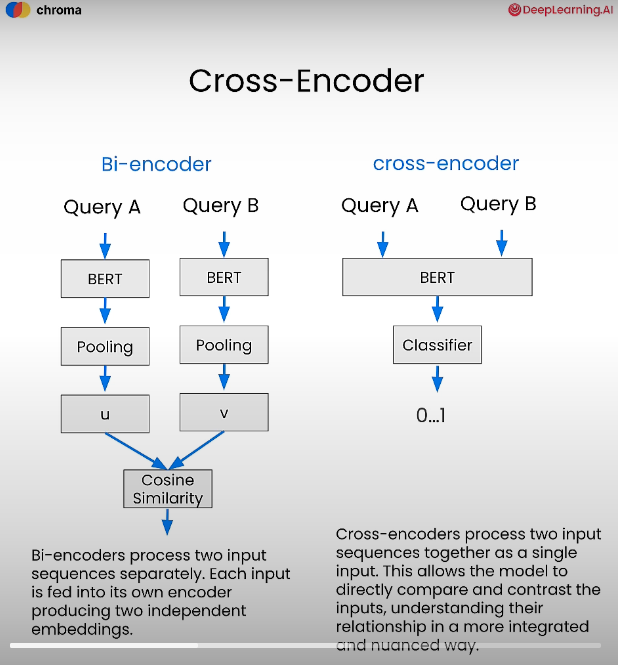 chroma
DeepLearning.AI
Cross-Encoder
Bi-encoder
Query A
Query B
BERT
BERT
Pooling
Pooling
u
v
Cosine
Similarity
Bi-encoders process two input
sequences separately. Each input
is fed into its own encoder
producing two independent
embeddings.
cross-encoder
Query A
Query B
BERT
Classifier
0...1
Cross-encoders process two input
sequences together as a single
input. This allows the model to
directly compare and contrast the
inputs, understanding their
relationship in a more integrated
and nuanced way.